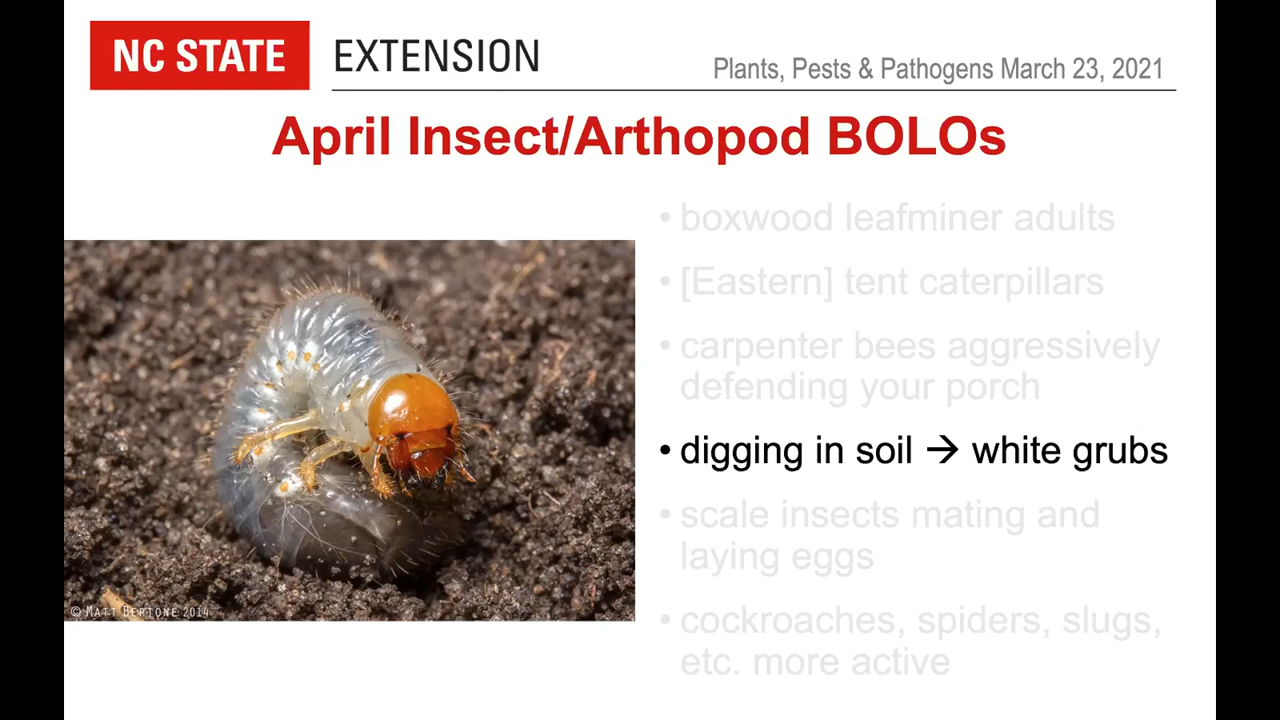 NC STATE EXTENSION
Plants, Pests & Pathogens March 23, 2021
April Insect/Arthopod BOLOs
• boxwood leafminer adults
• [Eastern] tent caterpillars
• carpenter bees aggressively
defending your porch
• digging in soil → white grubs
• scale insects mating and
laying eggs
• cockroaches, spiders, slugs,
etc. more active
© Matt Bertone 2014